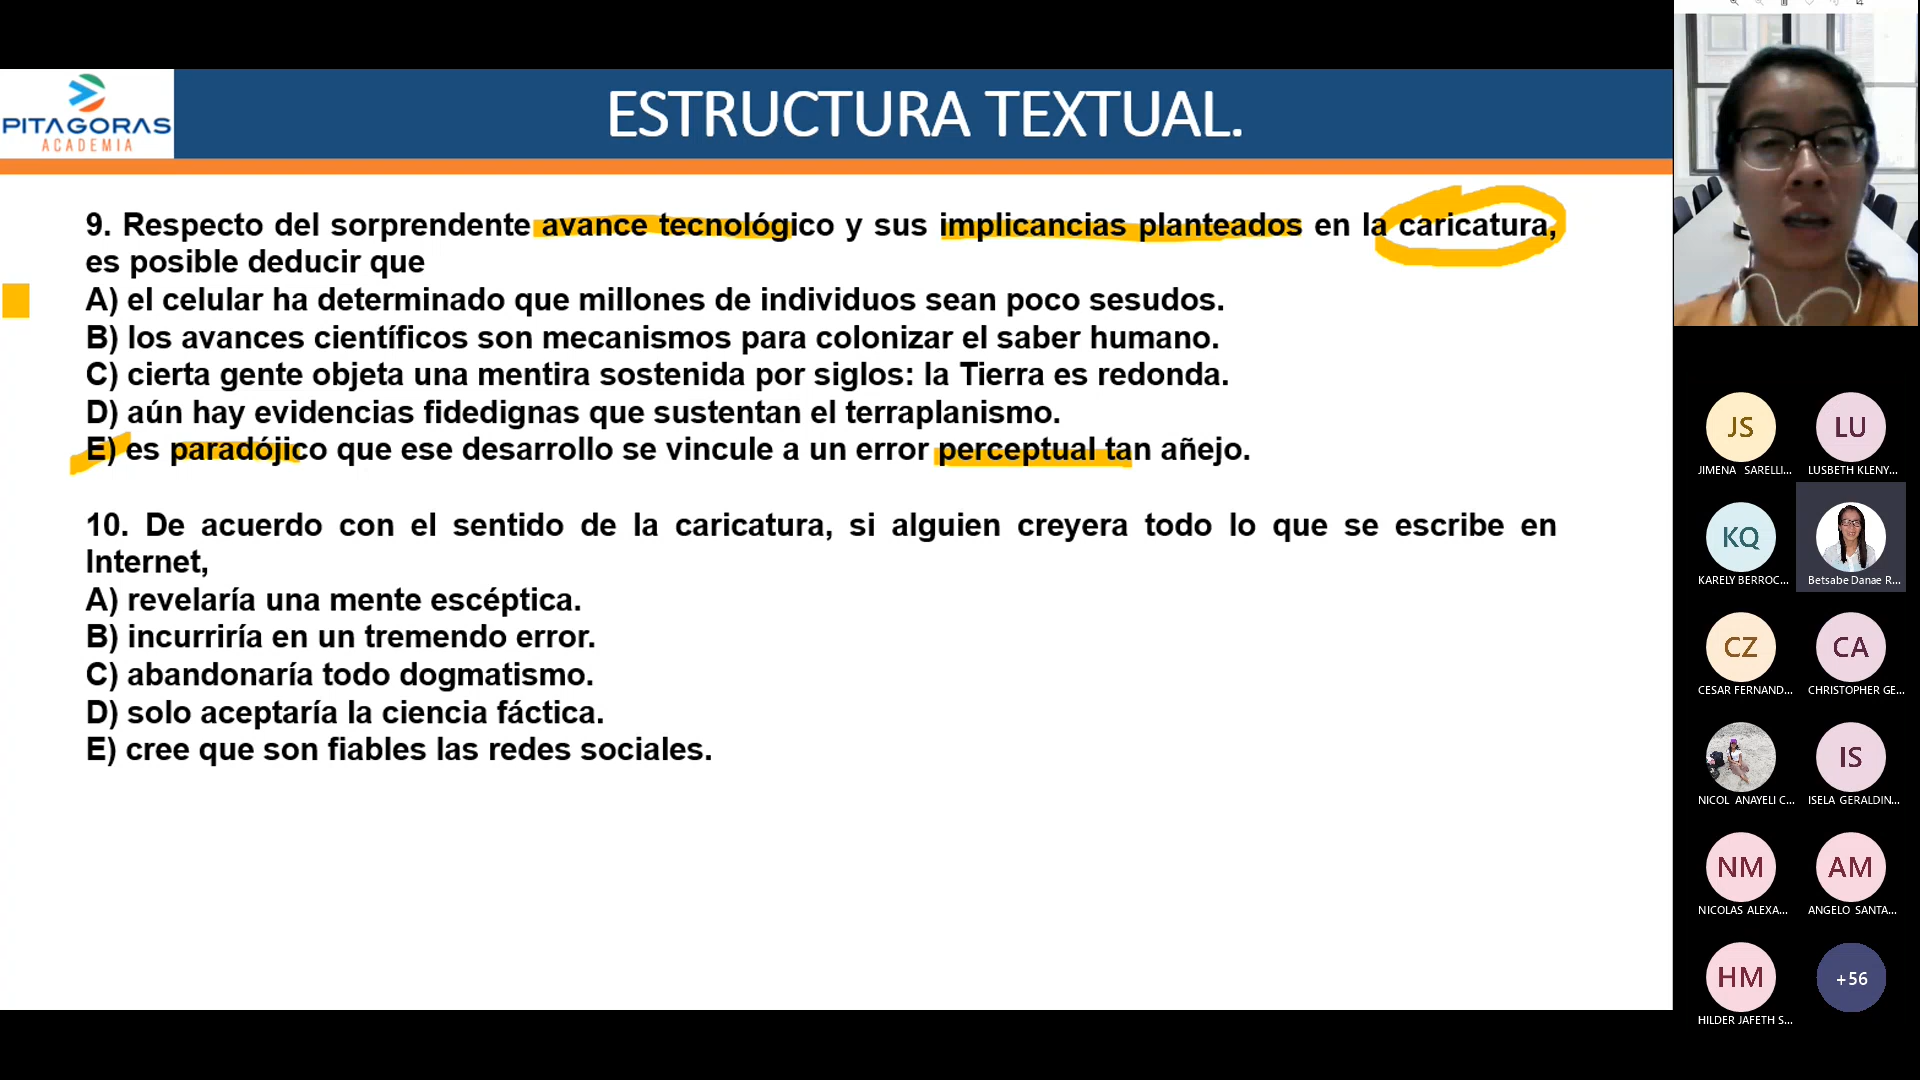 PITAGORAS
ACADEMIA
ESTRUCTURA TEXTUAL.
9. Respecto del sorprendente avance tecnológico y sus implicancias planteados en la caricatura,
es posible deducir que
A) el celular ha determinado que millones de individuos sean poco sesudos.
B) los avances científicos son mecanismos para colonizar el saber humano.
C) cierta gente objeta una mentira sostenida por siglos: la Tierra es redonda.
D) aún hay evidencias fidedignas que sustentan el terraplanismo.
E) es paradójico que ese desarrollo se vincule a un error perceptual tan añejo.
10. De acuerdo con el sentido de la caricatura, si alguien creyera todo lo que se escribe en
Internet,
A) revelaría una mente escéptica.
B) incurriría en un tremendo error.
C) abandonaría todo dogmatismo.
D) solo aceptaría la ciencia fáctica.
E) cree que son fiables las redes sociales.
JS
LU
JIMENA SARELLI...
LUSBETH KLENY...
KQ
KARELY BERROC...
Betsabe Danae R...
CZ
CA
CESAR FERNAND...
CHRISTOPHER GE...
IS
NICOL ANAYELI C...
ISELA GERALDIN...
NM
AM
NICOLAS ALEXA...
ANGELO SANTA...
HM
+56
HILDER JAFETH S...